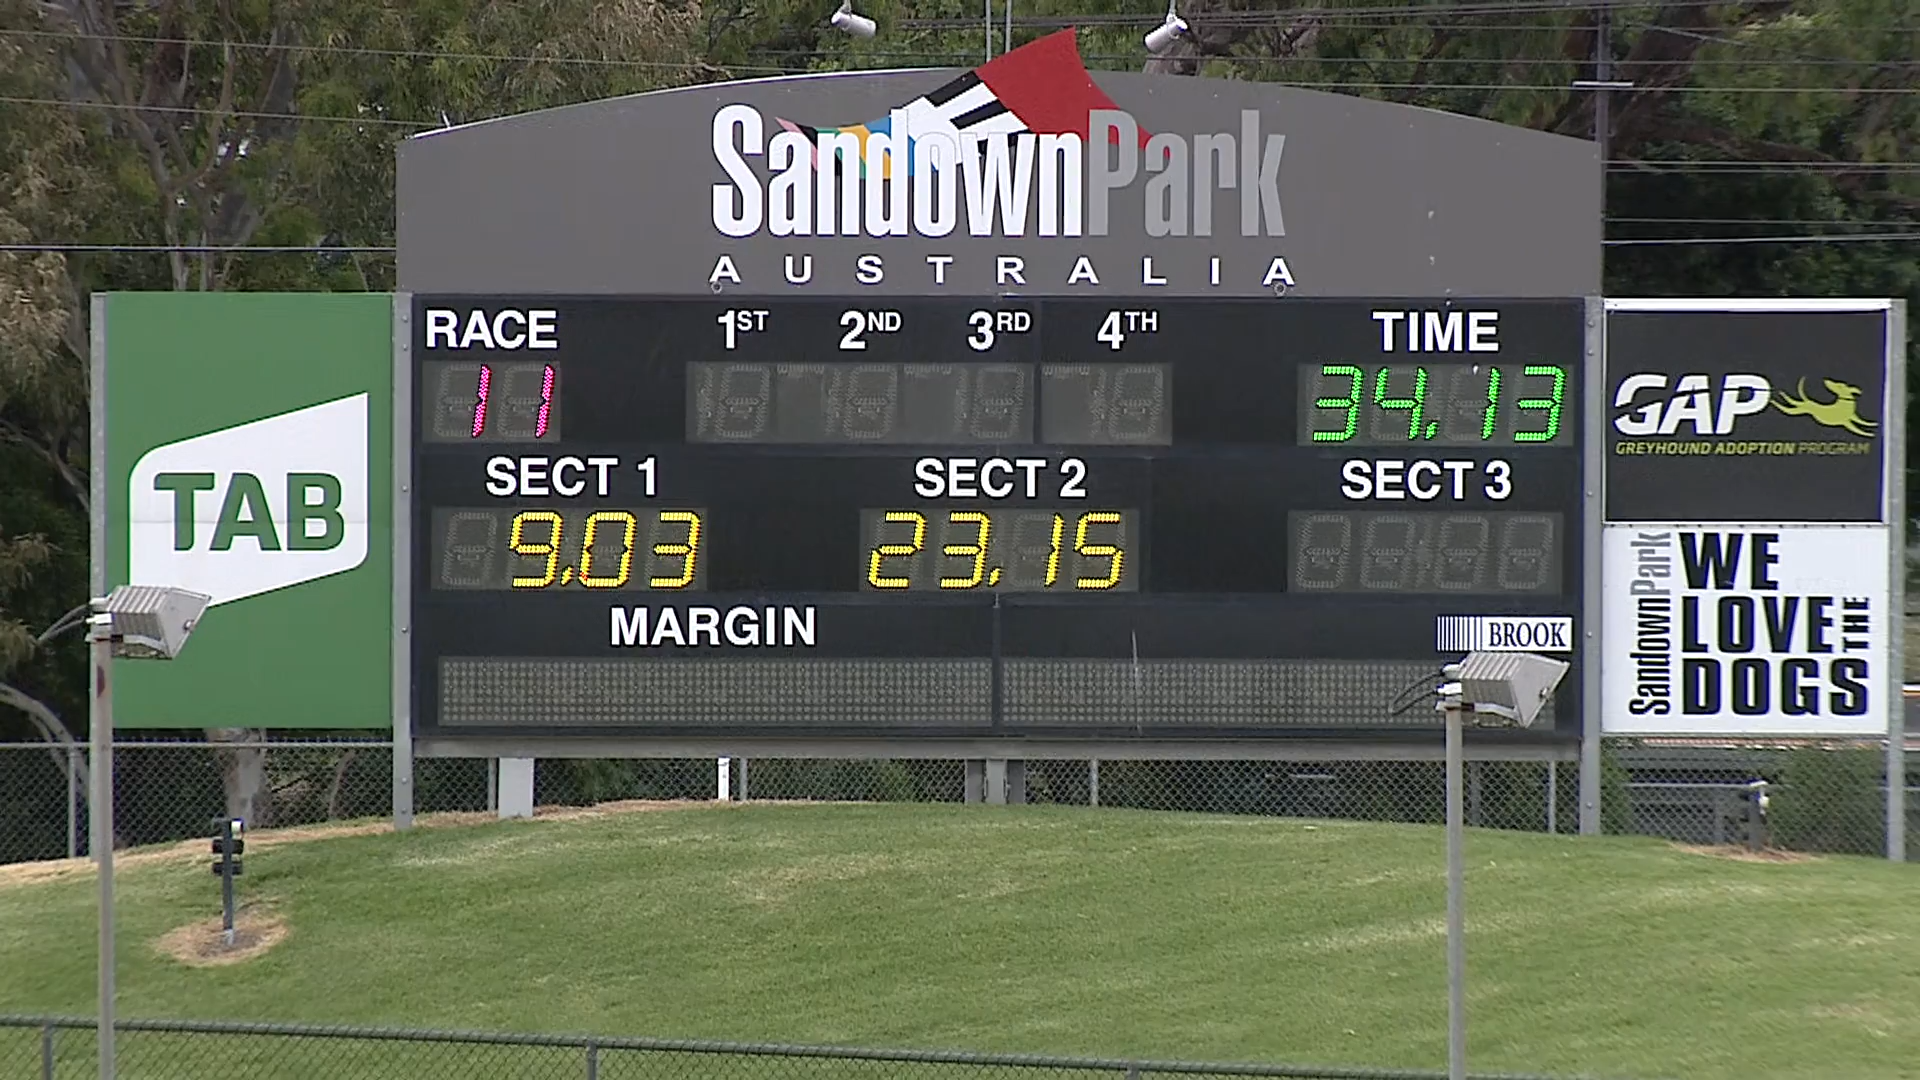 SandownPark
AUSTRALIA
RACE 1ST 2ND 3RD 4TH TIME
11 34.13
SECT 1 SECT 2 SECT 3
9.03 23.15
MARGIN
BROOK
TAB
GAP
GREYHOUND ADOPTION PROGRAM
SandownPark
WE
LOVE THE
DOGS